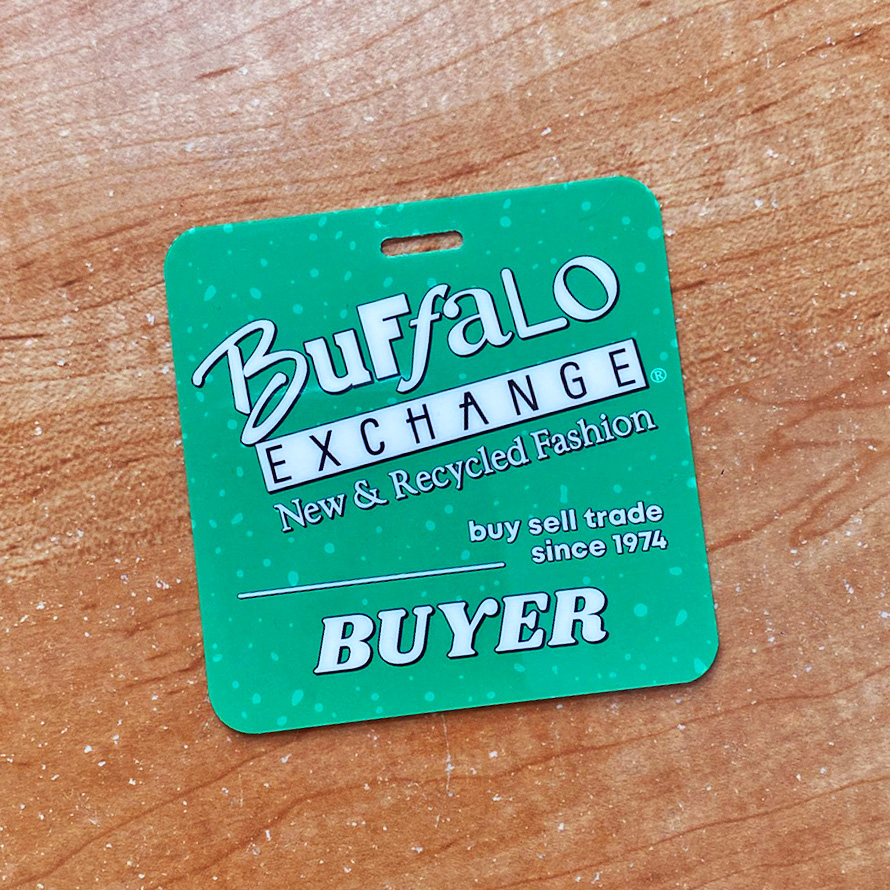 BuFfaLO
EXCHANGE®
New & Recycled Fashion
buy sell trade
since 1974
BUYER